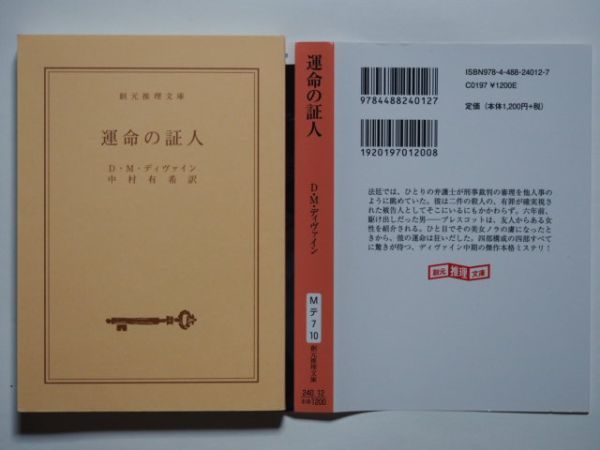 創元推理文庫
運命の証人
D・M・ディヴァイン
中村有希訳
運命の証人
D・M・ディヴァイン
M
テ
7
10
創元推理文庫
240 12
本体1200
9784488240127
1920197012008
ISBN978-4-488-24012-7
C0197 ¥1200E
定価(本体1,200円+税)
法廷では、ひとりの弁護士が刑事裁判の審理を他人事の
ように眺めていた。彼は二件の殺人の、有罪が確実視さ
れた被告人としてそこにいるにもかかわらず。六年前、
駆け出しだった男――プレスコットは、友人からある女
性を紹介される。ひと目でその美女ノラの虜になったと
きから、彼の運命は狂いだした。四部構成の四部すべて
に驚きが待つ、ディヴァイン中期の傑作本格ミステリ！
創元推理文庫